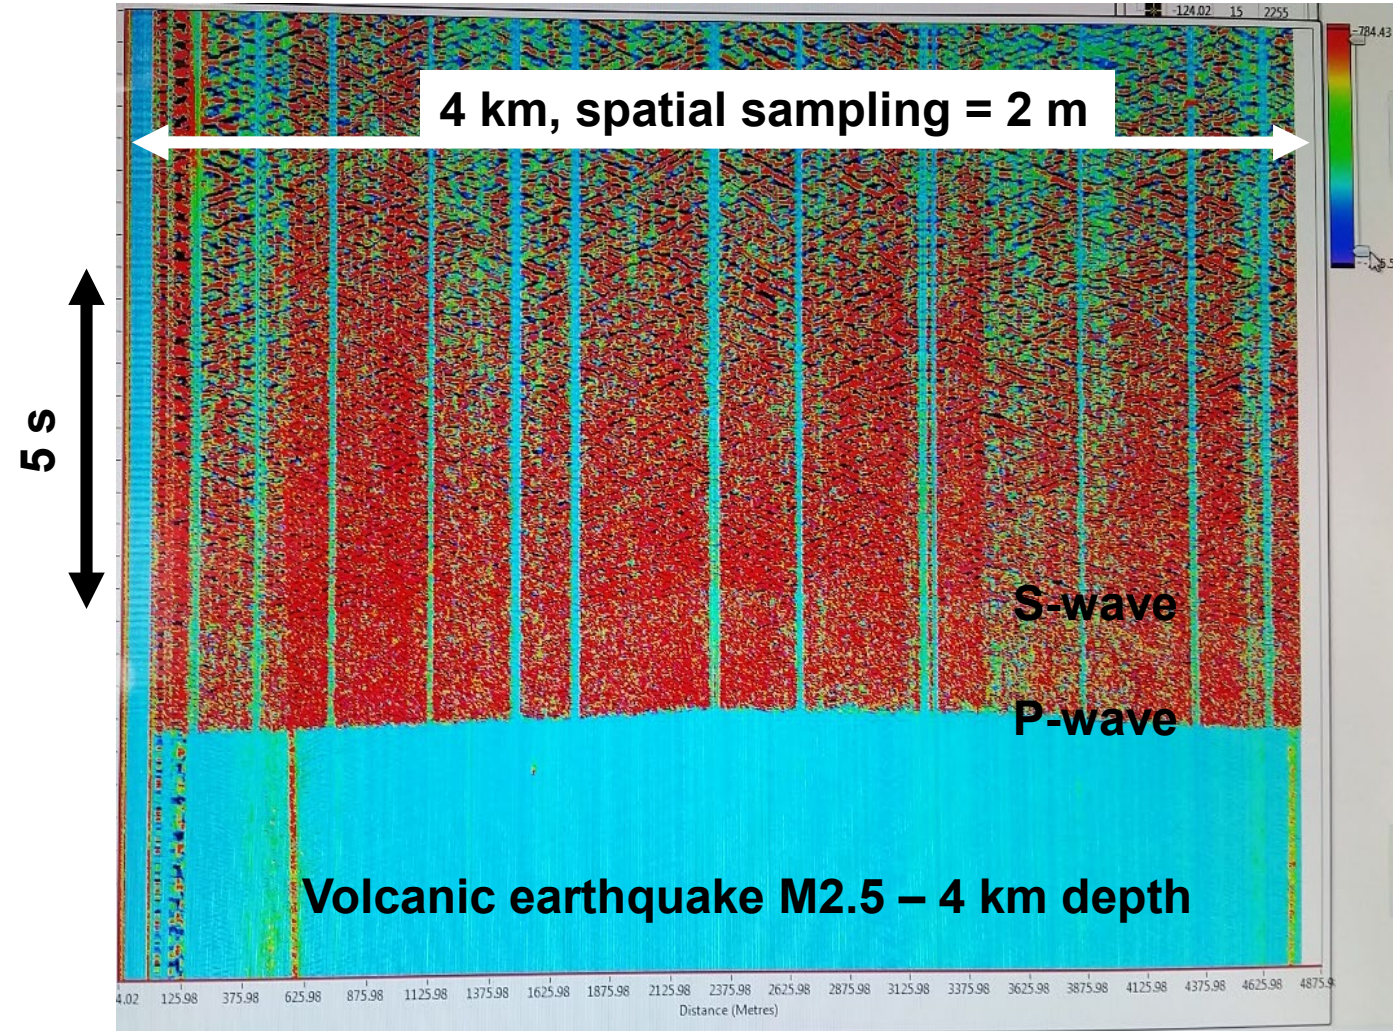 -124.02 15 2255
-784.43
4 km, spatial sampling = 2 m
5 s
S-wave
P-wave
Volcanic earthquake M2.5 – 4 km depth
4.02 125.98 375.98 625.98 875.98 1125.98 1375.98 1625.98 1875.98 2125.98 2375.98 2625.98 2875.98 3125.98 3375.98 3625.98 3875.98 4125.98 4375.98 4625.98 4875.9
Distance (Metres)